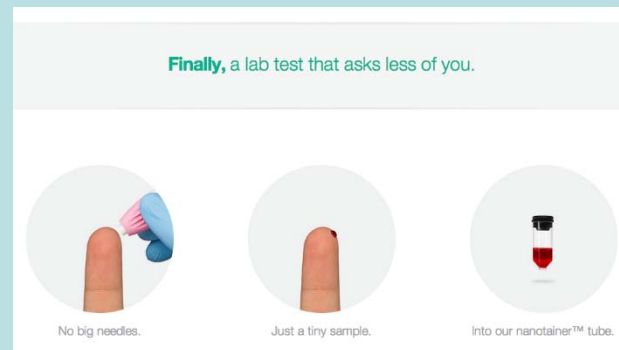 Finally, a lab test that asks less of you.
No big needles.
Just a tiny sample.
Into our nanotainer™ tube.